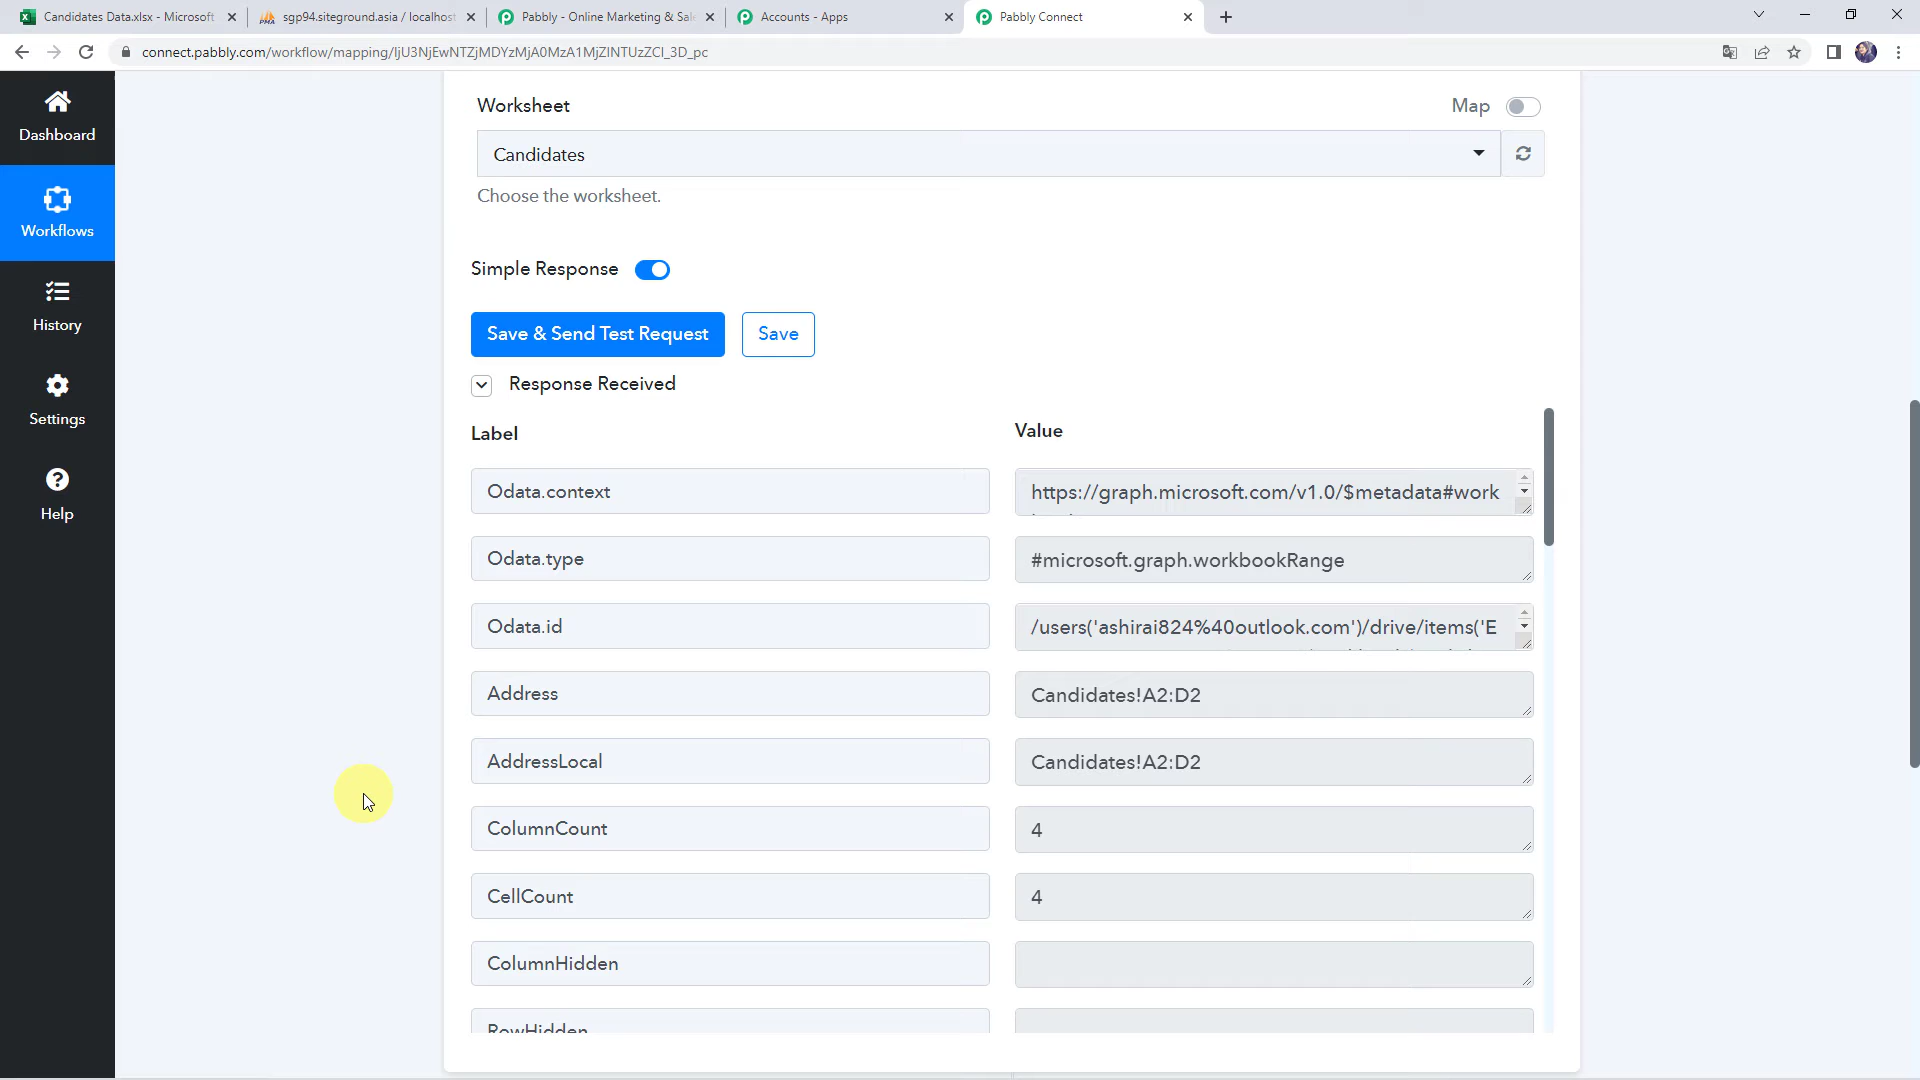 Candidates Data.xlsx - Microsoft
sgp94.siteground.asia / localhost
Pabbly - Online Marketing & Sale
Accounts - Apps
Pabbly Connect
connect.pabbly.com/workflow/mapping/IjU3NjEwNTZjMDYzMjA0MzA1MjZlNTUzZCI_3D_pc
Dashboard
Workflows
History
Settings
Help
Worksheet
Map
Candidates
Choose the worksheet.
Simple Response
Save & Send Test Request
Save
Response Received
Label
Value
Odata.context
https://graph.microsoft.com/v1.0/$metadata#work
Odata.type
#microsoft.graph.workbookRange
Odata.id
/users('ashirai824%40outlook.com')/drive/items('E
Address
Candidates!A2:D2
AddressLocal
Candidates!A2:D2
ColumnCount
4
CellCount
4
ColumnHidden
RowHidden